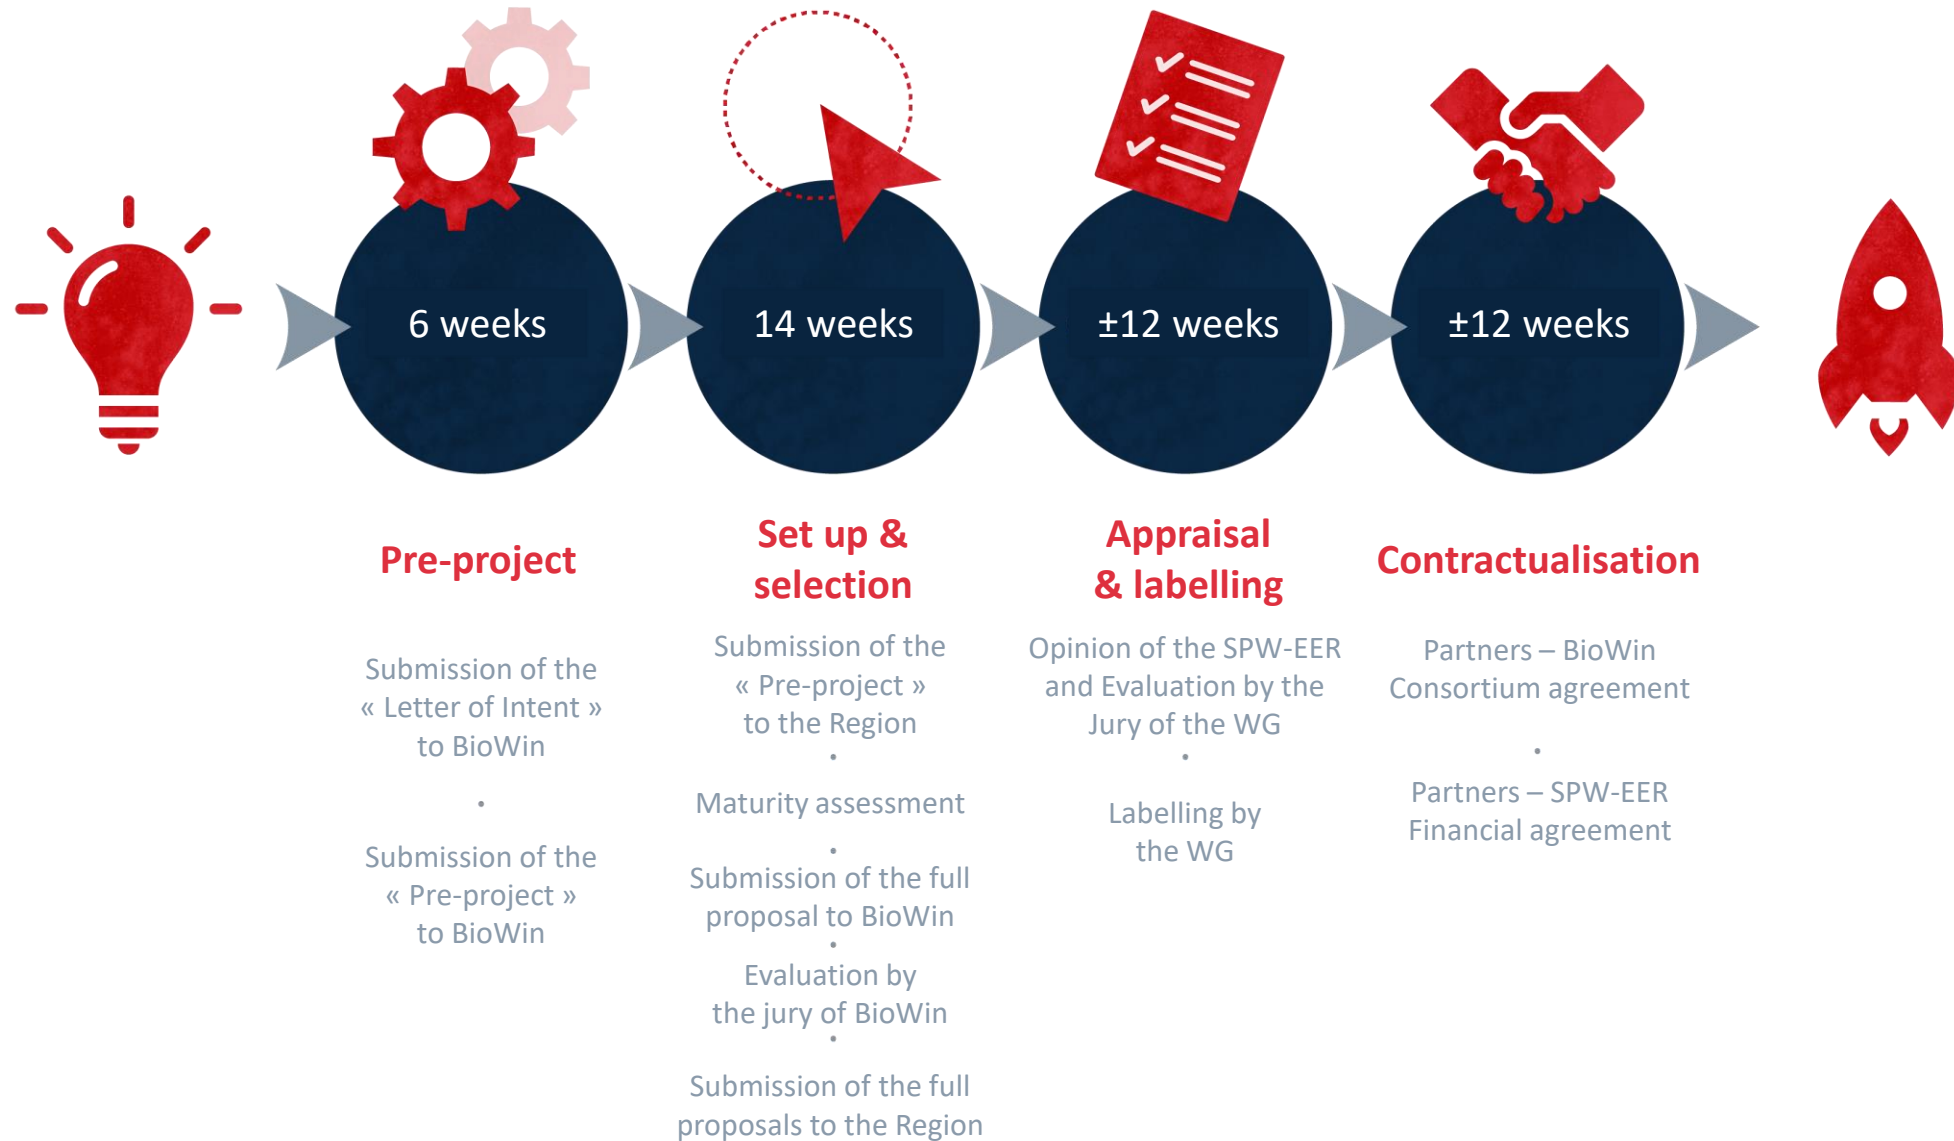 6 weeks
14 weeks
±12 weeks
±12 weeks
Pre-project
Submission of the
« Letter of Intent »
to BioWin
•
Submission of the
« Pre-project »
to BioWin
Set up &
selection
Submission of the
« Pre-project »
to the Region
•
Maturity assessment
•
Submission of the full
proposal to BioWin
•
Evaluation by
the jury of BioWin
•
Submission of the full
proposals to the Region
Appraisal
& labelling
Opinion of the SPW-EER
and Evaluation by the
Jury of the WG
•
Labelling by
the WG
Contractualisation
Partners – BioWin
Consortium agreement
•
Partners – SPW-EER
Financial agreement